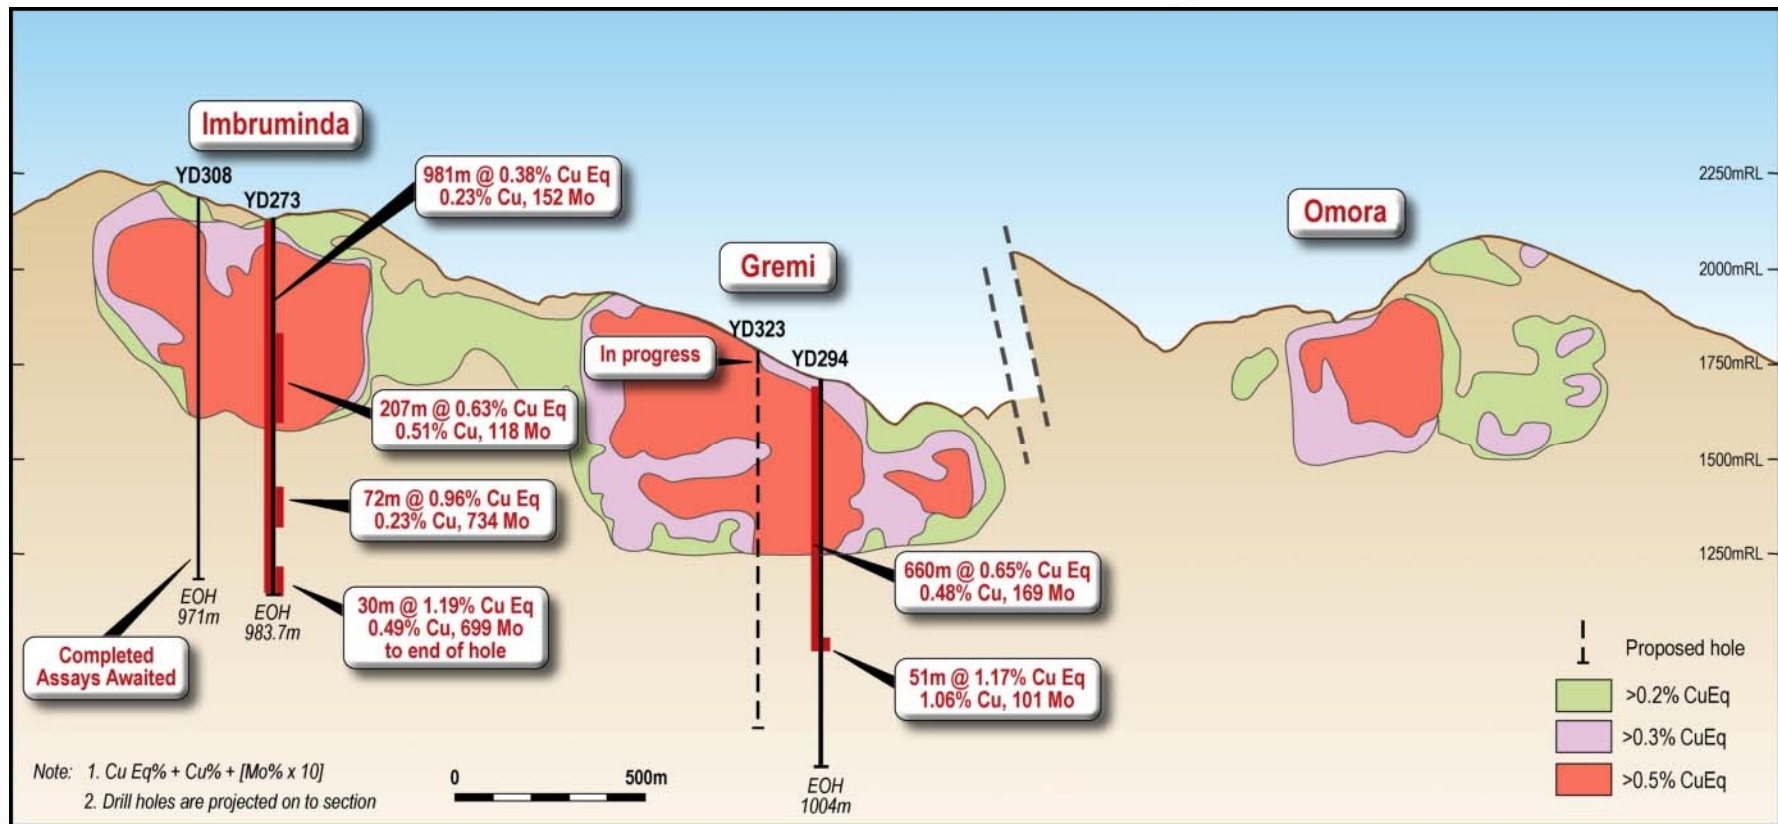 Imbruminda
YD308
YD273
981m @ 0.38% Cu Eq
0.23% Cu, 152 Mo
207m @ 0.63% Cu Eq
0.51% Cu, 118 Mo
72m @ 0.96% Cu Eq
0.23% Cu, 734 Mo
30m @ 1.19% Cu Eq
0.49% Cu, 699 Mo
to end of hole
EOH
971m
EOH
983.7m
Completed
Assays Awaited
Gremi
YD323
In progress
YD294
660m @ 0.65% Cu Eq
0.48% Cu, 169 Mo
51m @ 1.17% Cu Eq
1.06% Cu, 101 Mo
EOH
1004m
Omora
2250mRL
2000mRL
1750mRL
1500mRL
1250mRL
Proposed hole
>0.2% CuEq
>0.3% CuEq
>0.5% CuEq
Note: 1. Cu Eq% + Cu% + [Mo% x 10]
2. Drill holes are projected on to section
0 500m